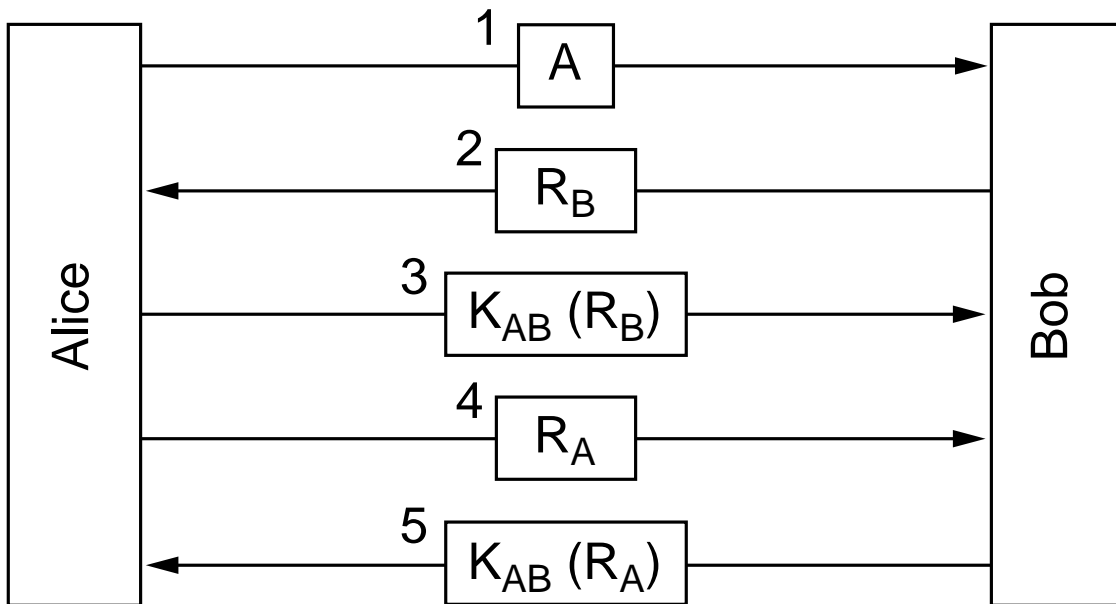 1
A
2
R_B
3
K_AB (R_B)
4
R_A
5
K_AB (R_A)
Alice
Bob